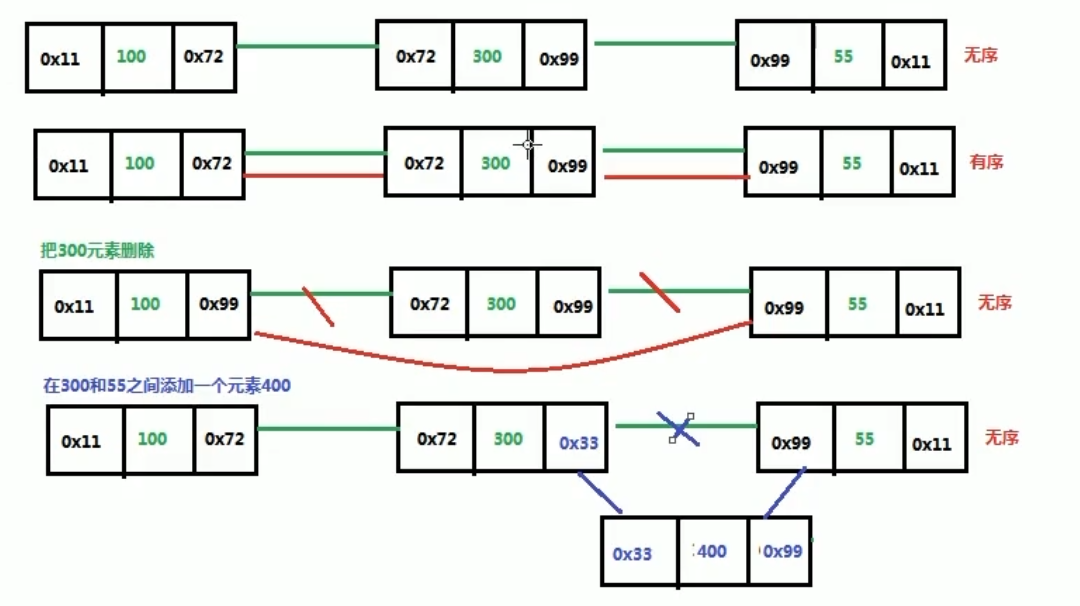 0x11 100 0x72 0x72 300 0x99 0x99 55 0x11 无序
0x11 100 0x72 0x72 300 0x99 0x99 55 0x11 有序
把300元素删除
0x11 100 0x99 0x72 300 0x99 0x99 55 0x11 无序
在300和55之间添加一个元素400
0x11 100 0x72 0x72 300 0x33 0x99 55 0x11 无序
0x33 400 0x99